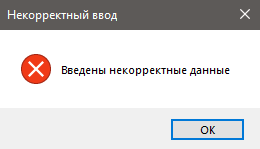 Некорректный ввод
Введены некорректные данные
OK